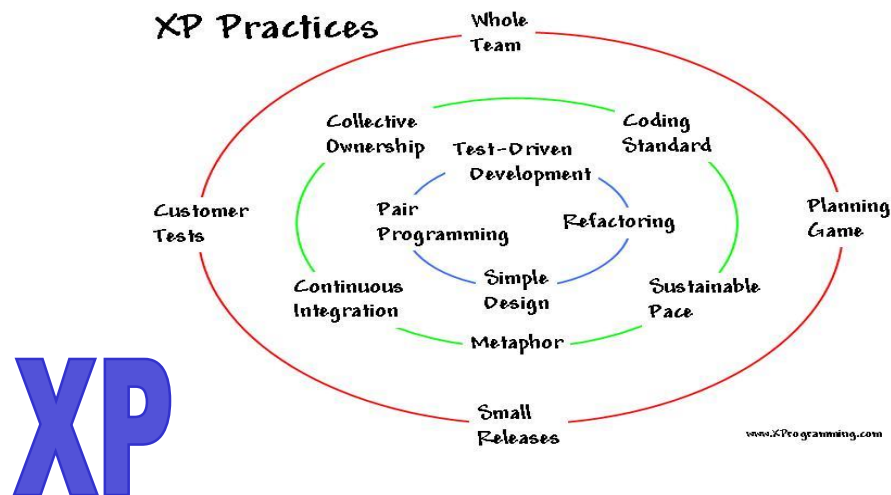 XP Practices
Whole
Team
Collective
Ownership
Coding
Standard
Test-Driven
Development
Customer
Tests
Pair
Programming
Refactoring
Planning
Game
Continuous
Integration
Simple
Design
Sustainable
Pace
Metaphor
Small
Releases
www.XProgramming.com
XP